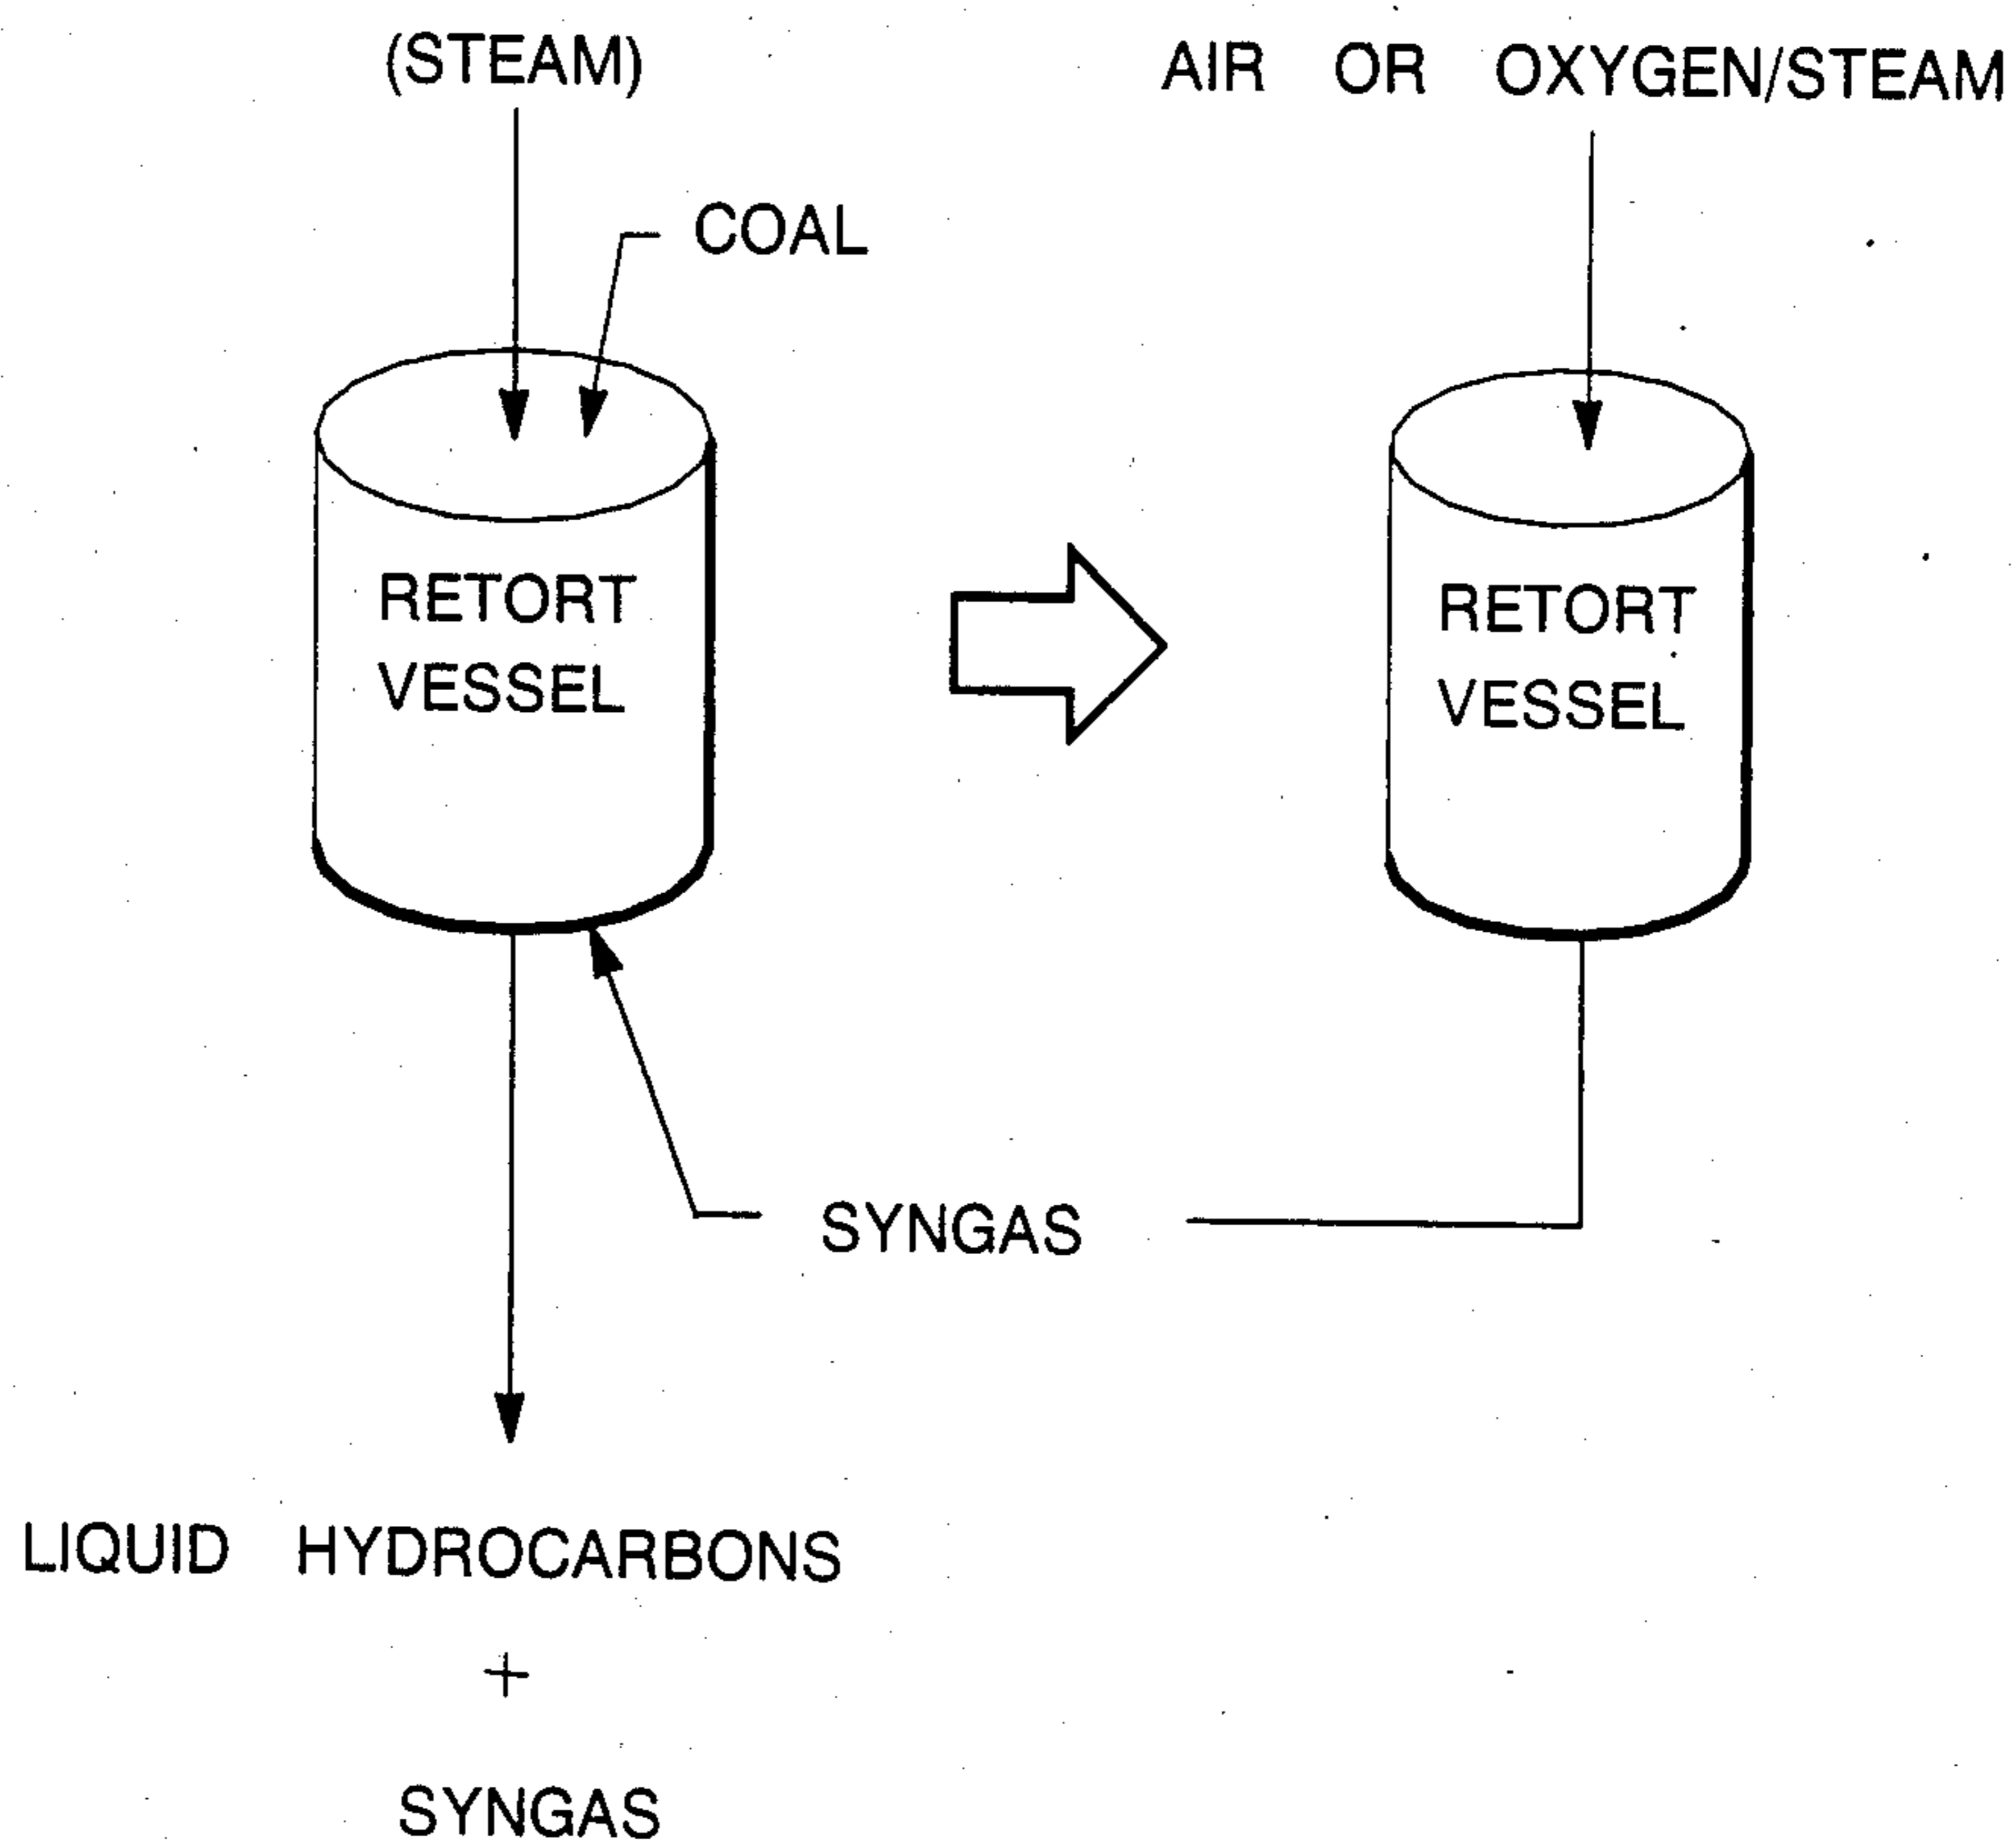 (STEAM)
AIR OR OXYGEN/STEAM
COAL
RETORT
VESSEL
RETORT
VESSEL
SYNGAS
LIQUID HYDROCARBONS
+
SYNGAS